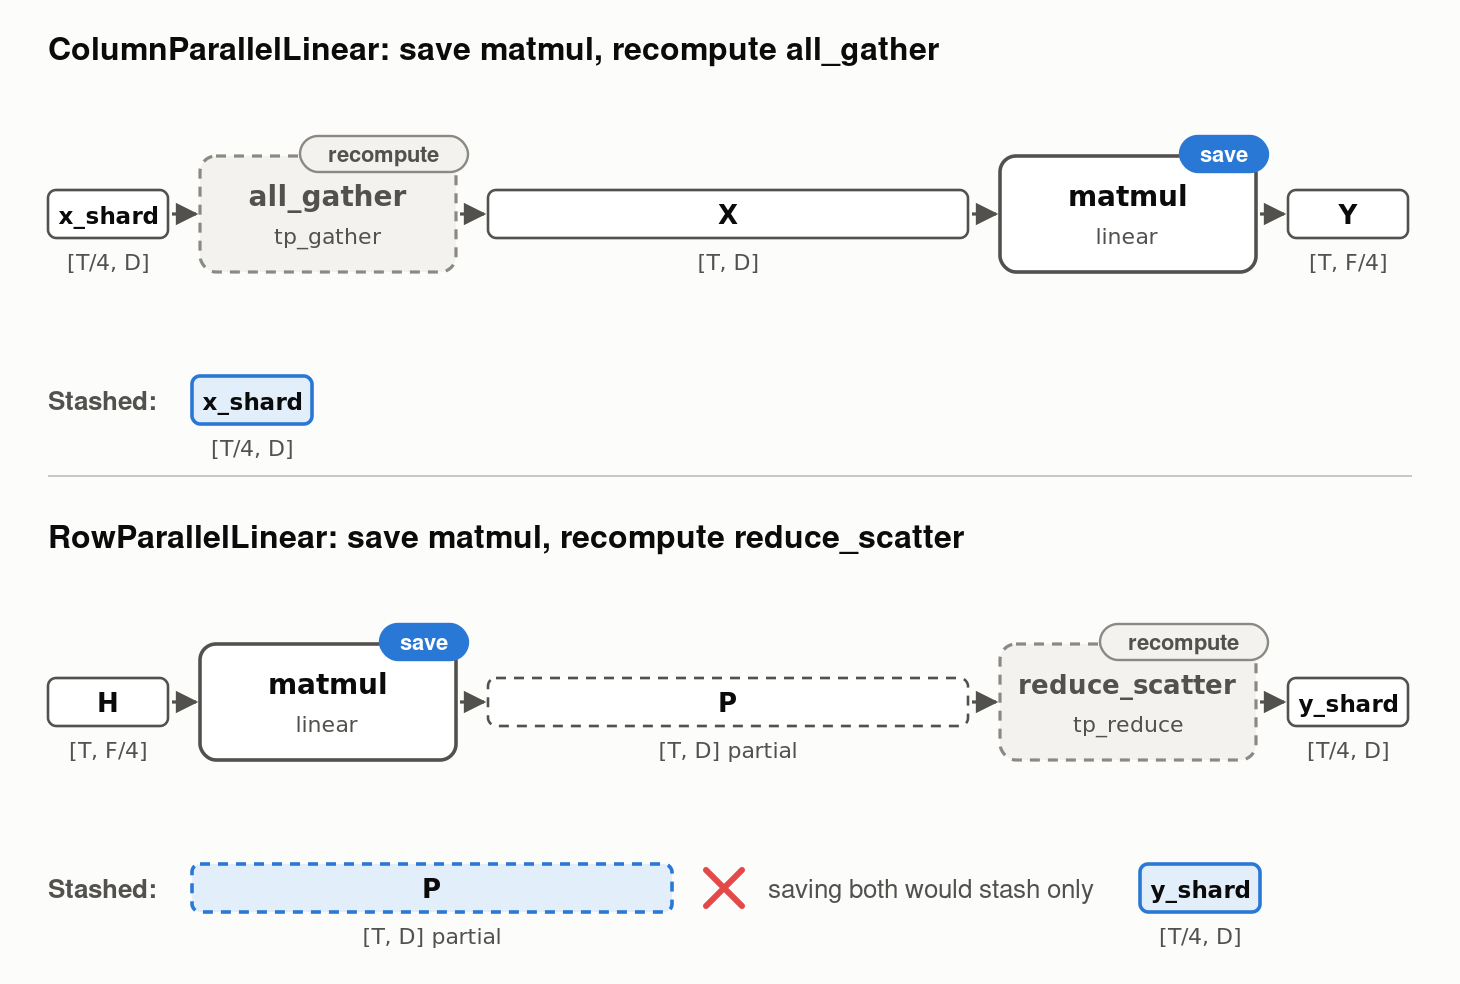 ColumnParallelLinear: save matmul, recompute all_gather
recompute
save
all_gather
matmul
x_shard
tp_gather
X
linear
Y
[T/4, D]
[T, D]
[T, F/4]
Stashed:
x_shard
[T/4, D]
RowParallelLinear: save matmul, recompute reduce_scatter
save
recompute
matmul
reduce_scatter
H
linear
P
tp_reduce
y_shard
[T, F/4]
[T, D] partial
[T/4, D]
Stashed:
P
saving both would stash only
y_shard
[T, D] partial
[T/4, D]